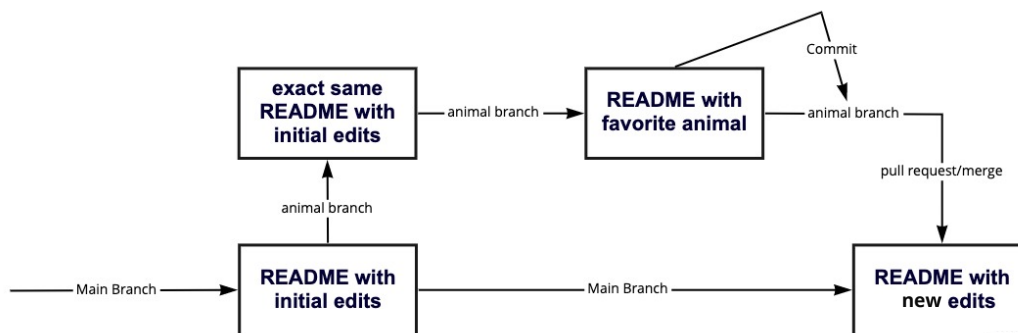 Commit
exact same
README with
initial edits
animal branch
README with
favorite animal
animal branch
pull request/merge
animal branch
Main Branch
README with
initial edits
Main Branch
README with
new edits